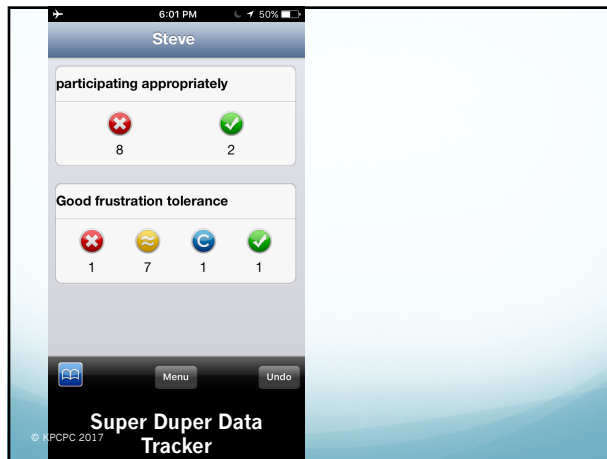 6:01 PM 50%
Steve
participating appropriately
8 2
Good frustration tolerance
C
1 7 1 1
Menu Undo
Super Duper Data
© KPCPC 2017
Tracker